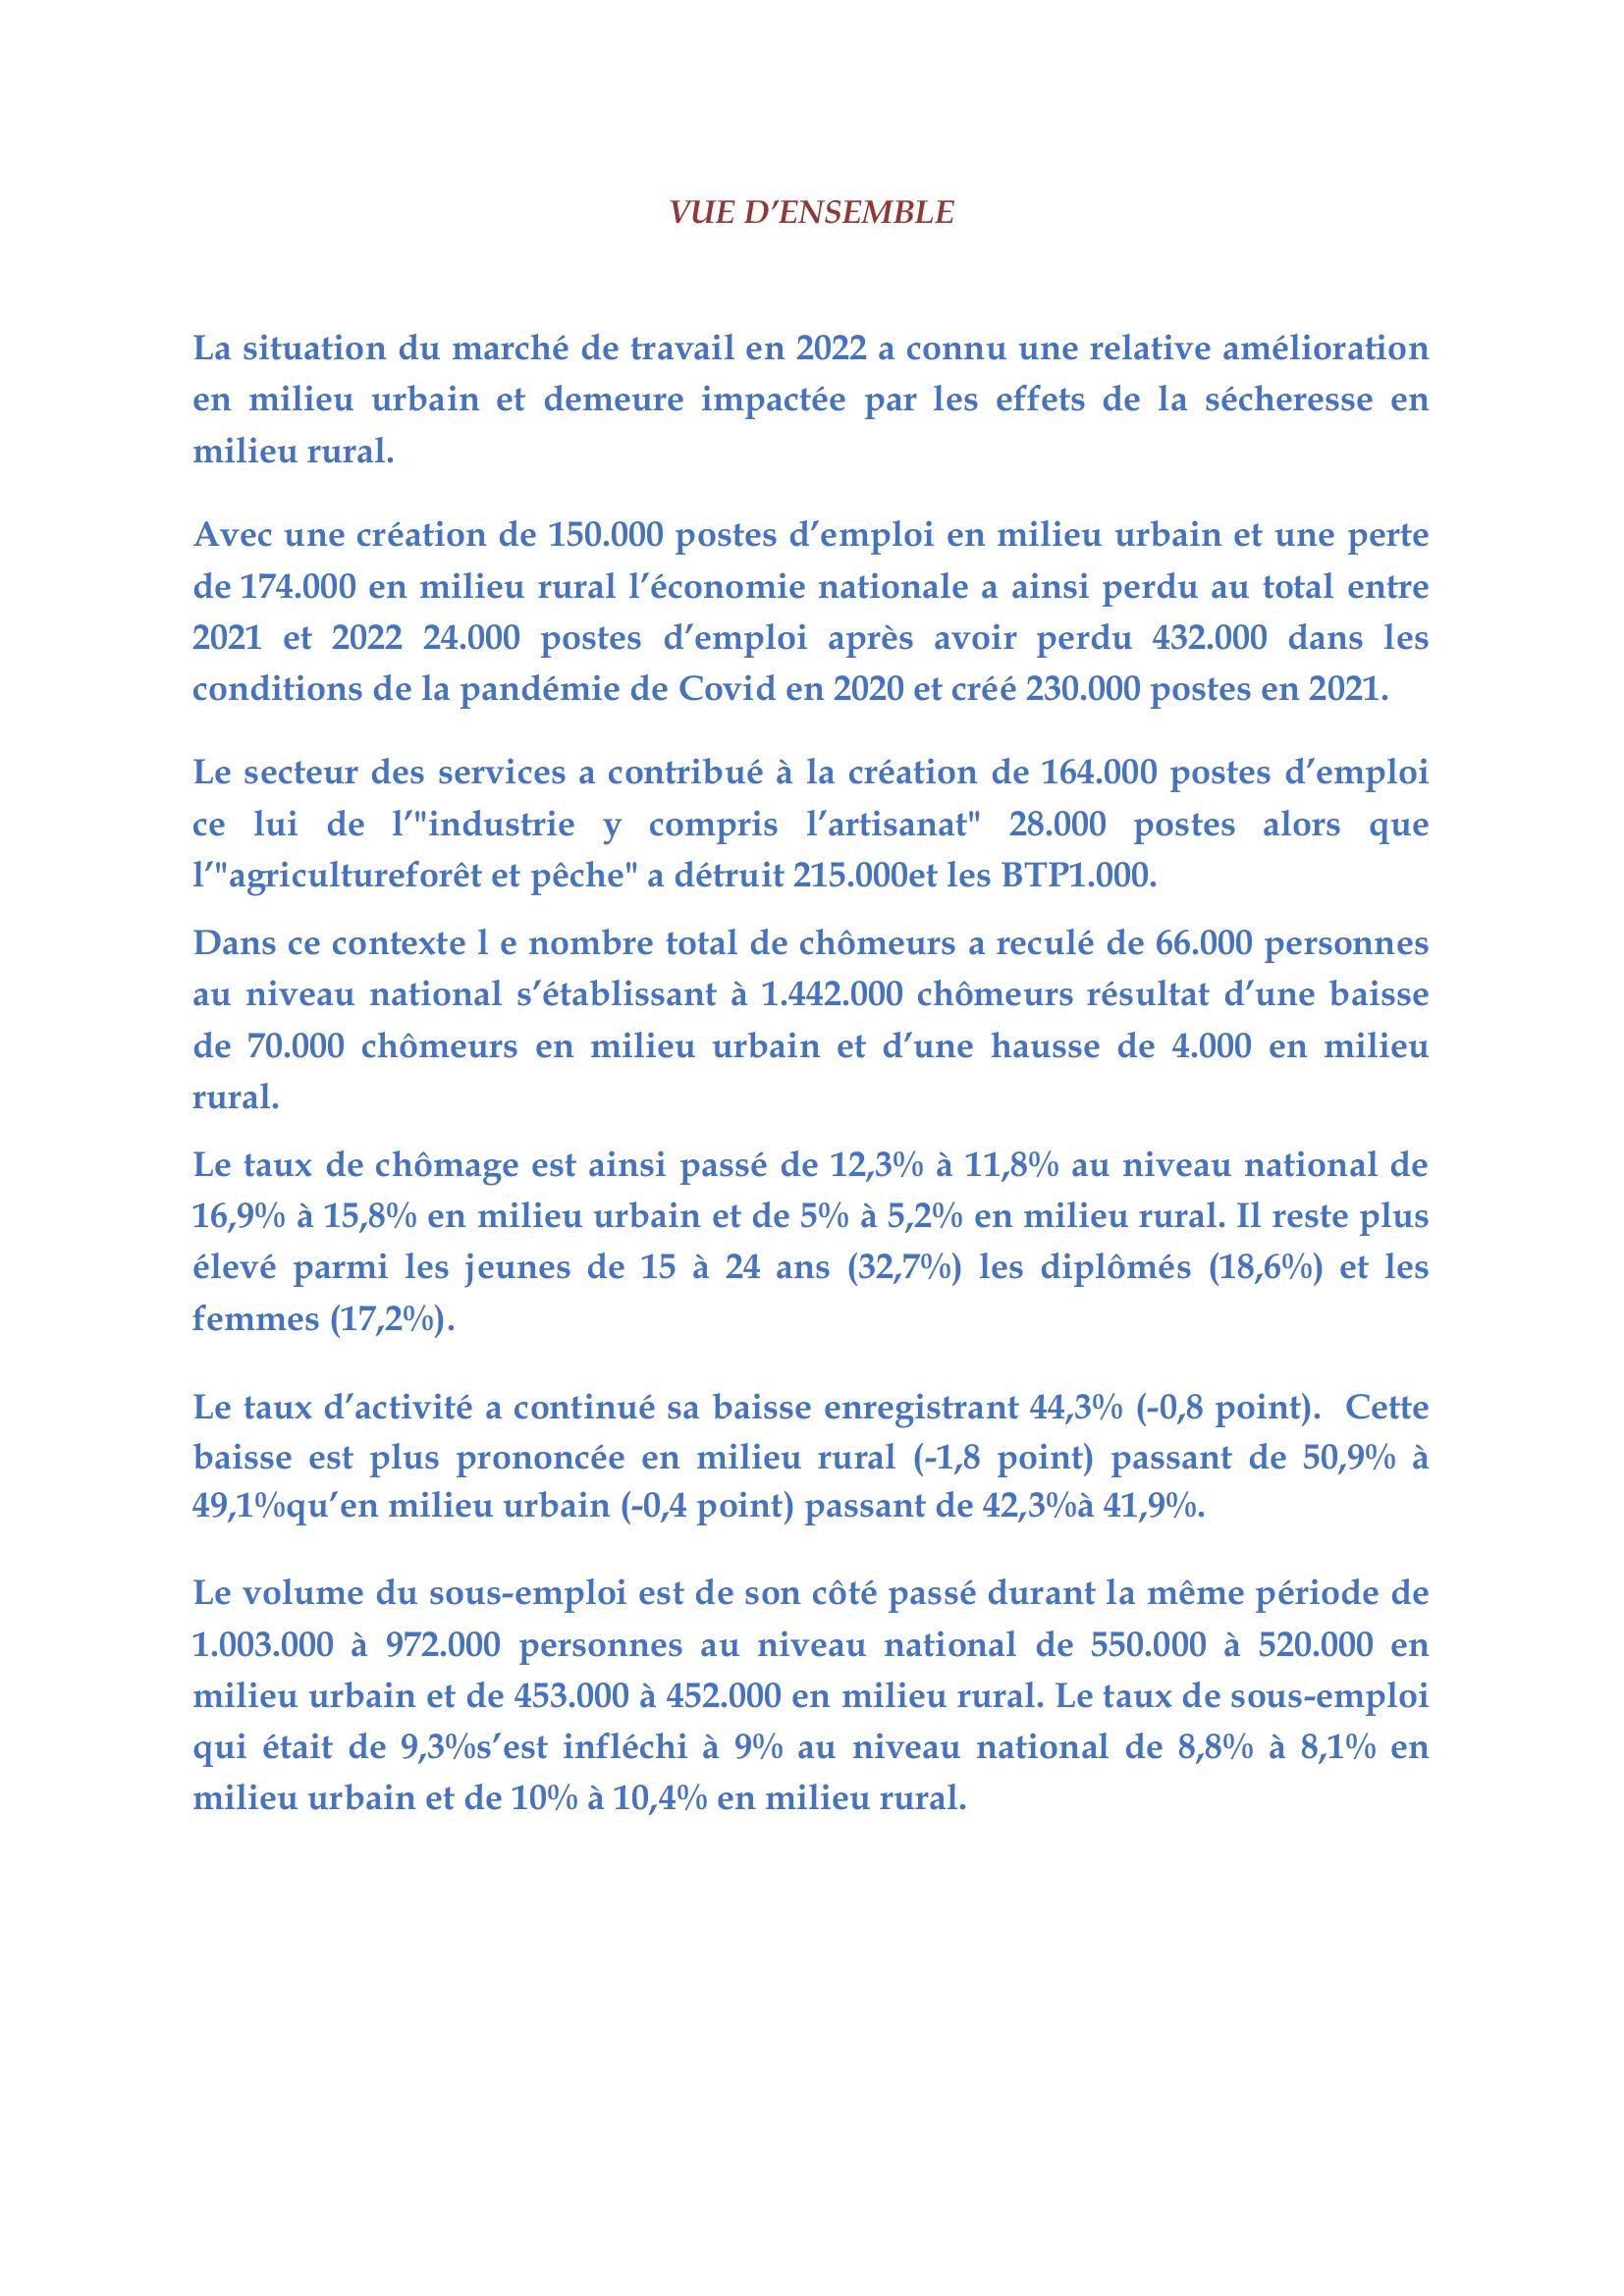 VUE D’ENSEMBLE
La situation du marché de travail en 2022 a connu une relative amélioration
en milieu urbain et demeure impactée par les effets de la sécheresse en
milieu rural.
Avec une création de 150.000 postes d’emploi en milieu urbain et une perte
de 174.000 en milieu rural l’économie nationale a ainsi perdu au total entre
2021 et 2022 24.000 postes d’emploi après avoir perdu 432.000 dans les
conditions de la pandémie de Covid en 2020 et créé 230.000 postes en 2021.
Le secteur des services a contribué à la création de 164.000 postes d’emploi
ce lui de l’"industrie y compris l’artisanat" 28.000 postes alors que
l’"agricultureforêt et pêche" a détruit 215.000et les BTP1.000.
Dans ce contexte l e nombre total de chômeurs a reculé de 66.000 personnes
au niveau national s’établissant à 1.442.000 chômeurs résultat d’une baisse
de 70.000 chômeurs en milieu urbain et d’une hausse de 4.000 en milieu
rural.
Le taux de chômage est ainsi passé de 12,3% à 11,8% au niveau national de
16,9% à 15,8% en milieu urbain et de 5% à 5,2% en milieu rural. Il reste plus
élevé parmi les jeunes de 15 à 24 ans (32,7%) les diplômés (18,6%) et les
femmes (17,2%).
Le taux d’activité a continué sa baisse enregistrant 44,3% (-0,8 point).  Cette
baisse est plus prononcée en milieu rural (-1,8 point) passant de 50,9% à
49,1%qu’en milieu urbain (-0,4 point) passant de 42,3%à 41,9%.
Le volume du sous-emploi est de son côté passé durant la même période de
1.003.000 à 972.000 personnes au niveau national de 550.000 à 520.000 en
milieu urbain et de 453.000 à 452.000 en milieu rural. Le taux de sous-emploi
qui était de 9,3%s’est infléchi à 9% au niveau national de 8,8% à 8,1% en
milieu urbain et de 10% à 10,4% en milieu rural.